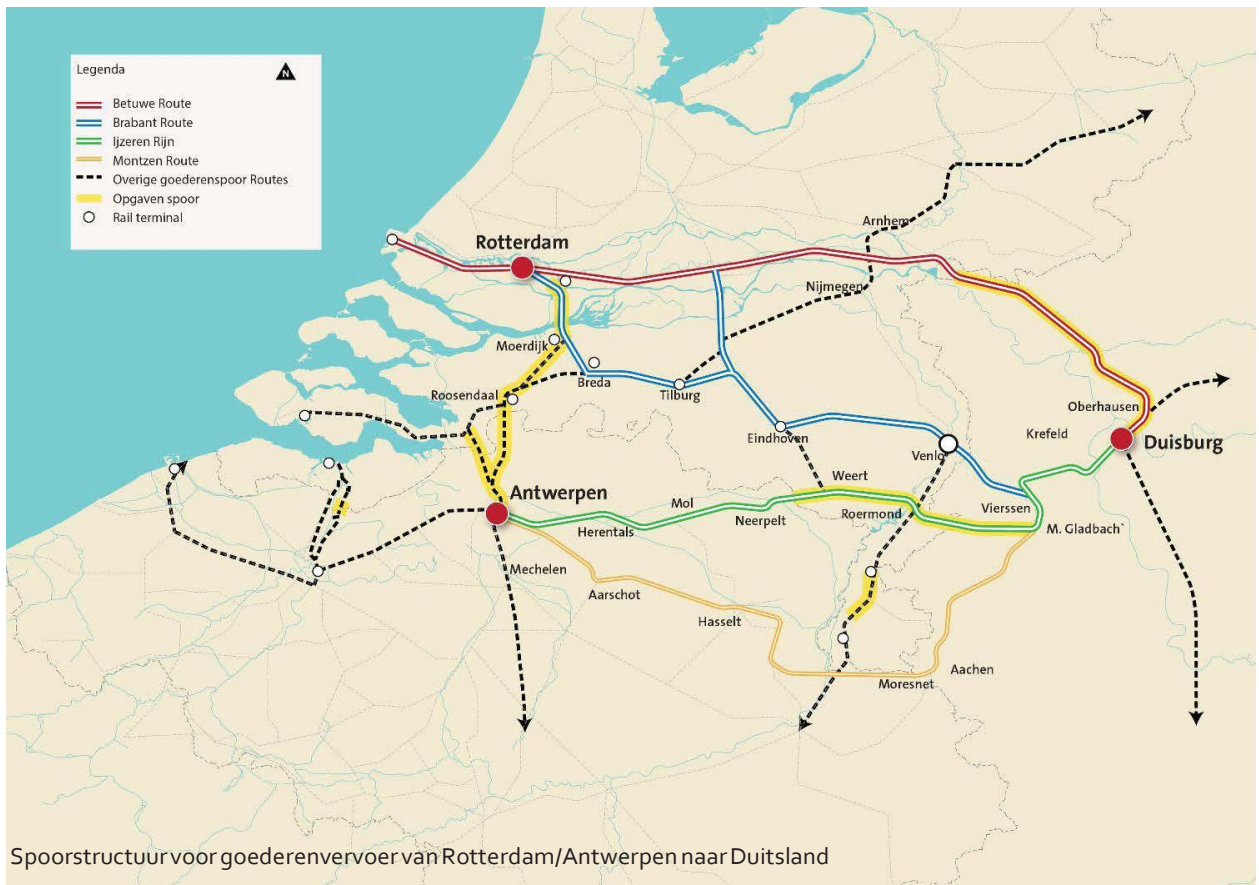 Legenda
N
Betuwe Route
Brabant Route
Ijzeren Rijn
Montzen Route
Overige goederenspoor Routes
Opgaven spoor
Rail terminal
Arnhem
Rotterdam
Nijmegen
Moerdijk
Breda
Roosendaal
Tilburg
Oberhausen
Eindhoven
Krefeld
Duisburg
Venlo
Weert
Antwerpen
Mol
Vierssen
Neerpelt
Roermond
Herentals
M. Gladbach`
Mechelen
Aarschot
Hasselt
Aachen
Moresnet
Spoorstructuur voor goederenvervoer van Rotterdam/Antwerpen naar Duitsland